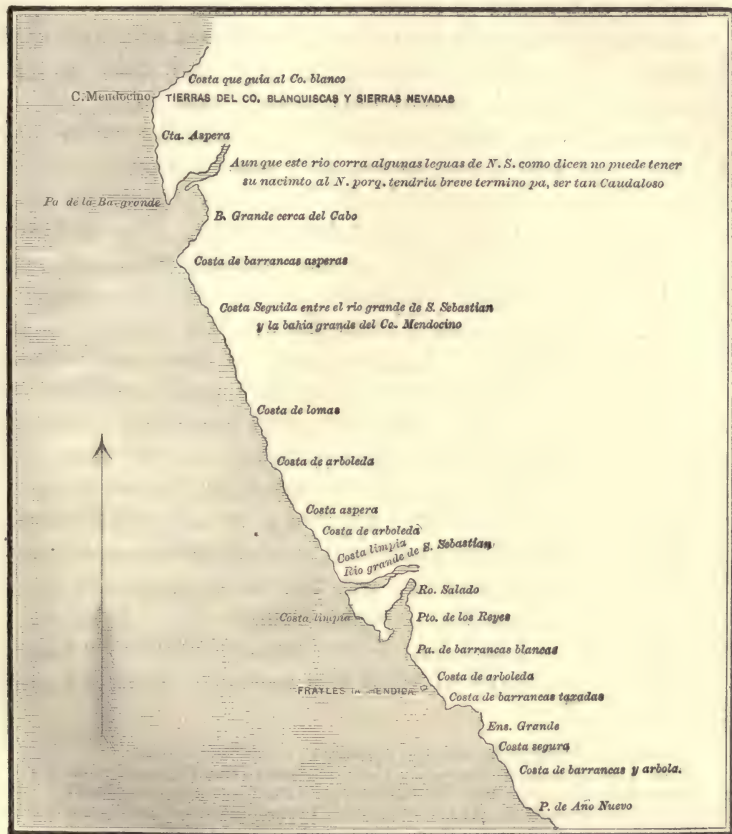 Costa que guia al Co. blanco
C. Mendocino
TIERRAS DEL CO. BLANQUISCAS Y SIERRAS NEVADAS
Cta. Aspera
Aun que este rio corra algunas leguas de N. S. como dicen no puede tener
su nacimto al N. porq. tendria breve termino pa, ser tan Caudaloso
Pa de la Ba. grande
B. Grande cerca del Cabo
Costa de barrancas asperas
Costa Seguida entre el rio grande de S. Sebastian
y la bahia grande del Co. Mendocino
Costa de lomas
Costa de arboleda
Costa aspera
Costa de arboleda
Costa limpia
Rio grande de S. Sebastian
Ro. Salado
Costa limpia
Pto. de los Reyes
Pa. de barrancas blancas
Costa de arboleda
FRAYLES
Costa de barrancas taxadas
Ens. Grande
Costa segura
Costa de barrancas y arbola.
P. de Año Nuevo